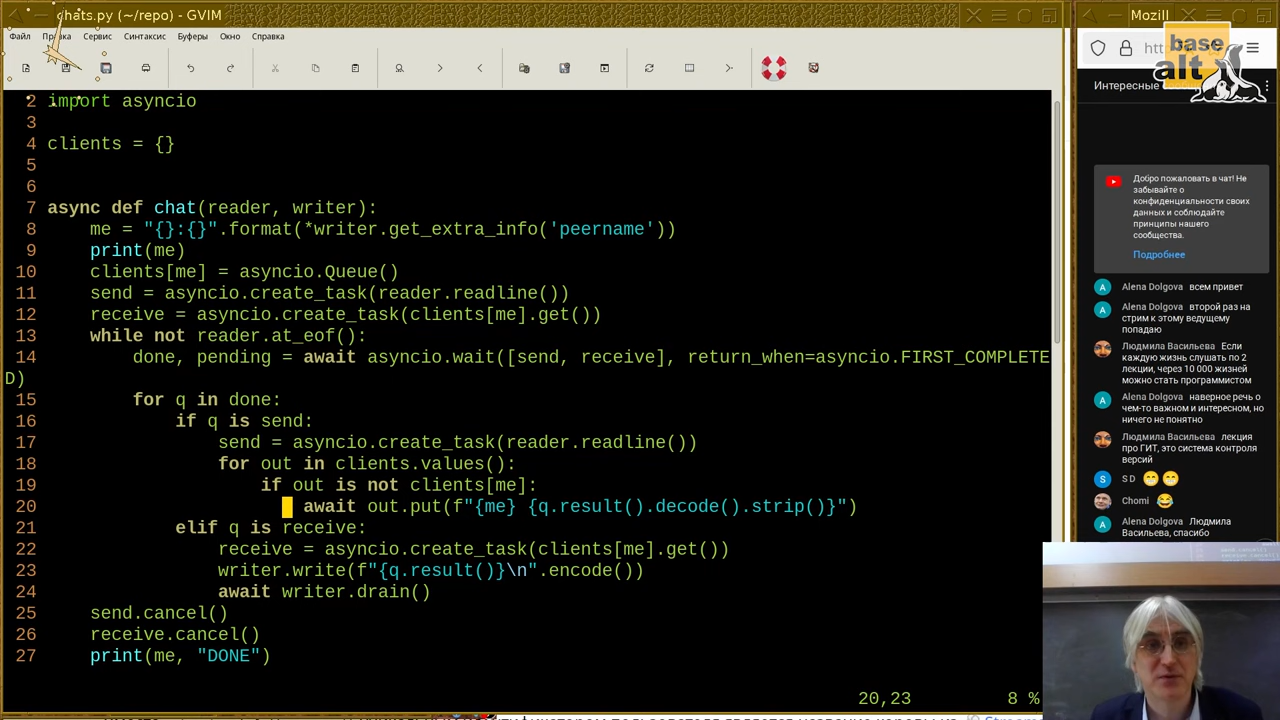 chats.py (~/repo) - GVIM
Файл Правка Сервис Синтаксис Буферы Окно Справка
2 import asyncio
3
4 clients = {}
5
6
7 async def chat(reader, writer):
8 me = "{}:{}".format(*writer.get_extra_info('peername'))
9 print(me)
10 clients[me] = asyncio.Queue()
11 send = asyncio.create_task(reader.readline())
12 receive = asyncio.create_task(clients[me].get())
13 while not reader.at_eof():
14 done, pending = await asyncio.wait([send, receive], return_when=asyncio.FIRST_COMPLETE
D)
15 for q in done:
16 if q is send:
17 send = asyncio.create_task(reader.readline())
18 for out in clients.values():
19 if out is not clients[me]:
20 await out.put(f"{me} {q.result().decode().strip()}")
21 elif q is receive:
22 receive = asyncio.create_task(clients[me].get())
23 writer.write(f"{q.result()}\n".encode())
24 await writer.drain()
25 send.cancel()
26 receive.cancel()
27 print(me, "DONE")
20,23 8 %
Mozill
htt
base
alt
Интересные
Добро пожаловать в чат! Не
забывайте о
конфиденциальности своих
данных и соблюдайте
принципы нашего
сообщества.
Подробнее
A Alena Dolgova всем привет
A Alena Dolgova второй раз на
стрим к этому ведущему
попадаю
Людмила Васильева Если
каждую жизнь слушать по 2
лекции, через 10 000 жизней
можно стать программистом
A Alena Dolgova наверное речь о
чем-то важном и интересном, но
ничего не понятно
Людмила Васильева лекция
про ГИТ, это система контроля
версий
S S D 😁😁
Chomi 😂
A Alena Dolgova Людмила
Васильева, спасибо